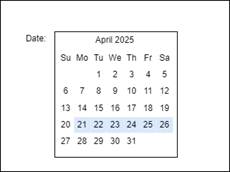 Date:
April 2025
Su Mo Tu We Th Fr Sa
1 2 3 4 5
6 7 8 9 10 11 12
13 14 15 16 17 18 19
20 21 22 23 24 25 26
27 28 29 30 31